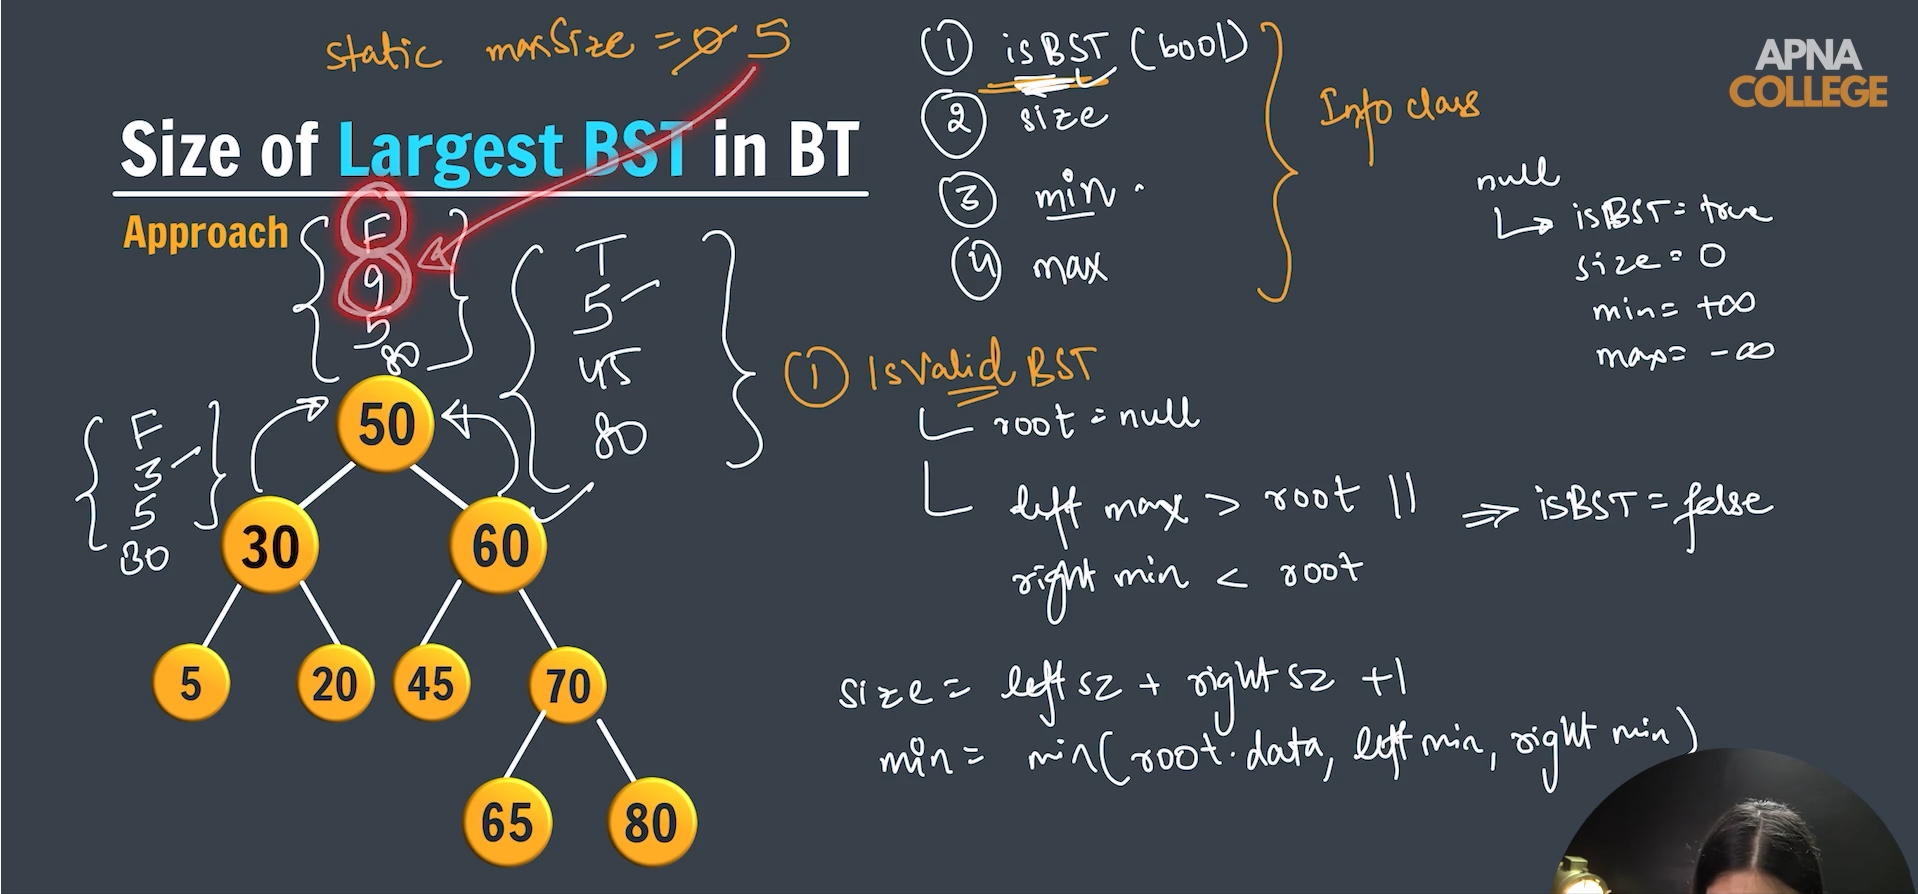 static maxSize = 0 5
Size of Largest BST in BT
Approach
F
9
5
80
T
5
45
80
F
3
5
30
50
30
60
5
20
45
70
65
80
① isBST (bool)
② size
③ min
④ max
Info class
APNA
COLLEGE
null
↳ isBST = true
size = 0
min = +∞
max = -∞
① IsValid BST
root = null
left max > root || ⇒ isBST = false
right min < root
size = left sz + right sz + 1
min = min(root.data, left min, right min)